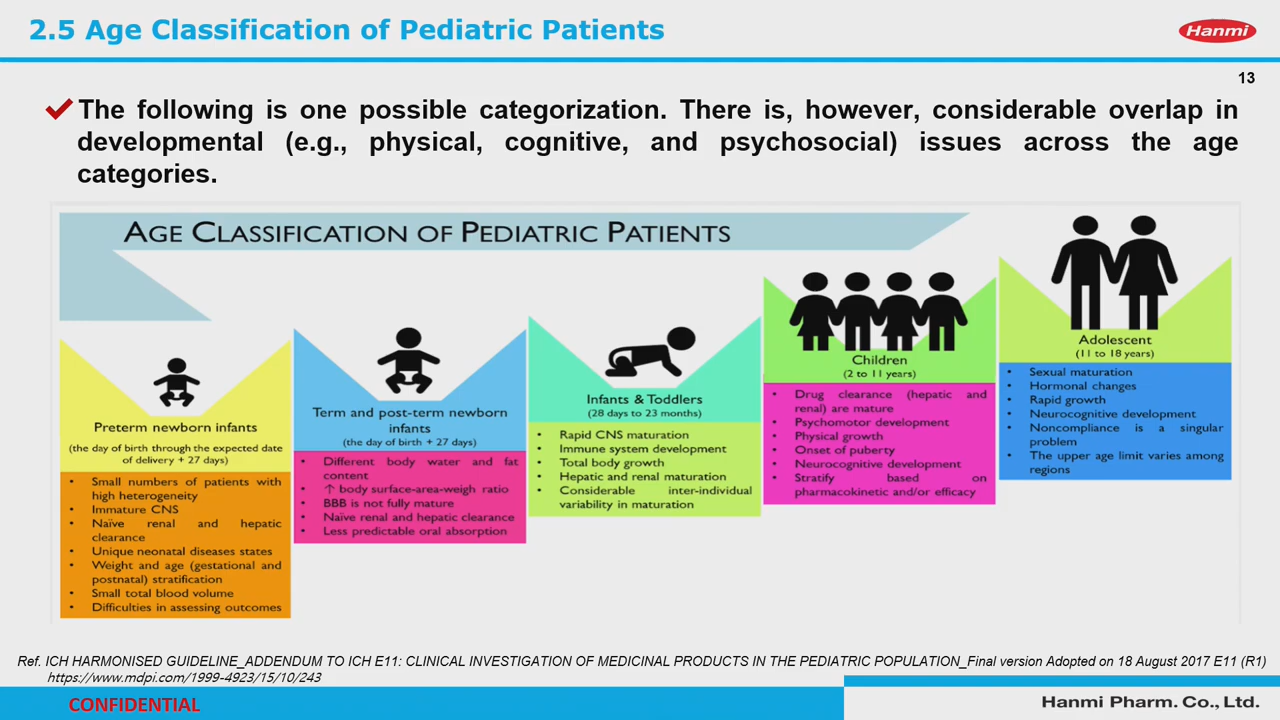 2.5 Age Classification of Pediatric Patients
Hanmi
13
The following is one possible categorization. There is, however, considerable overlap in
developmental (e.g., physical, cognitive, and psychosocial) issues across the age
categories.
AGE CLASSIFICATION OF PEDIATRIC PATIENTS
Preterm newborn infants
(the day of birth through the expected date
of delivery + 27 days)
• Small numbers of patients with
high heterogeneity
• Immature CNS
• Naïve renal and hepatic
clearance
• Unique neonatal diseases states
• Weight and age (gestational and
postnatal) stratification
• Small total blood volume
• Difficulties in assessing outcomes
Term and post-term newborn
infants
(the day of birth + 27 days)
• Different body water and fat
content
• ↑ body surface-area-weigh ratio
• BBB is not fully mature
• Naïve renal and hepatic clearance
• Less predictable oral absorption
Infants & Toddlers
(28 days to 23 months)
• Rapid CNS maturation
• Immune system development
• Total body growth
• Hepatic and renal maturation
• Considerable inter-individual
variability in maturation
Children
(2 to 11 years)
• Drug clearance (hepatic and
renal) are mature
• Psychomotor development
• Physical growth
• Onset of puberty
• Neurocognitive development
• Stratify based on
pharmacokinetic and/or efficacy
Adolescent
(11 to 18 years)
• Sexual maturation
• Hormonal changes
• Rapid growth
• Neurocognitive development
• Noncompliance is a singular
problem
• The upper age limit varies among
regions
Ref. ICH HARMONISED GUIDELINE_ADDENDUM TO ICH E11: CLINICAL INVESTIGATION OF MEDICINAL PRODUCTS IN THE PEDIATRIC POPULATION_Final version Adopted on 18 August 2017 E11 (R1)
https://www.mdpi.com/1999-4923/15/10/243
CONFIDENTIAL
Hanmi Pharm. Co., Ltd.